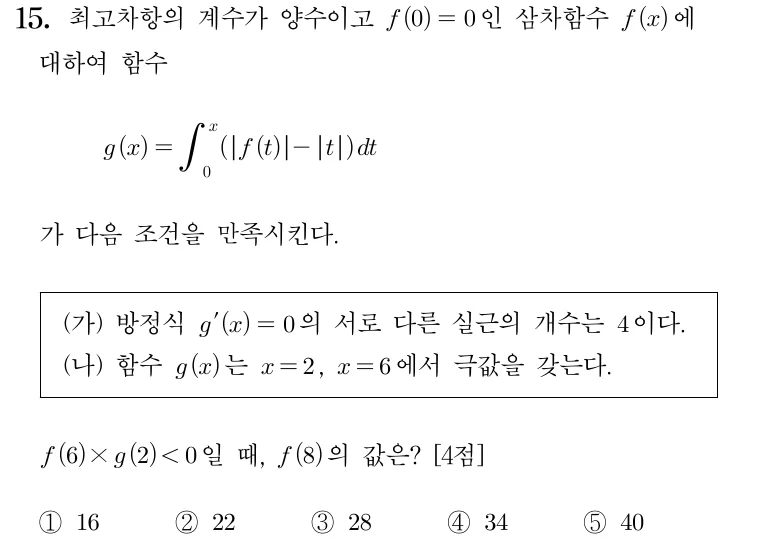 15. 최고차항의 계수가 양수이고 f(0)=0인 삼차함수 f(x)에
대하여 함수
g(x)=∫₀ˣ(|f(t)|-|t|)dt
가 다음 조건을 만족시킨다.
(가) 방정식 g′(x)=0의 서로 다른 실근의 개수는 4이다.
(나) 함수 g(x)는 x=2, x=6에서 극값을 갖는다.
f(6)×g(2)<0일 때, f(8)의 값은? [4점]
① 16 ② 22 ③ 28 ④ 34 ⑤ 40